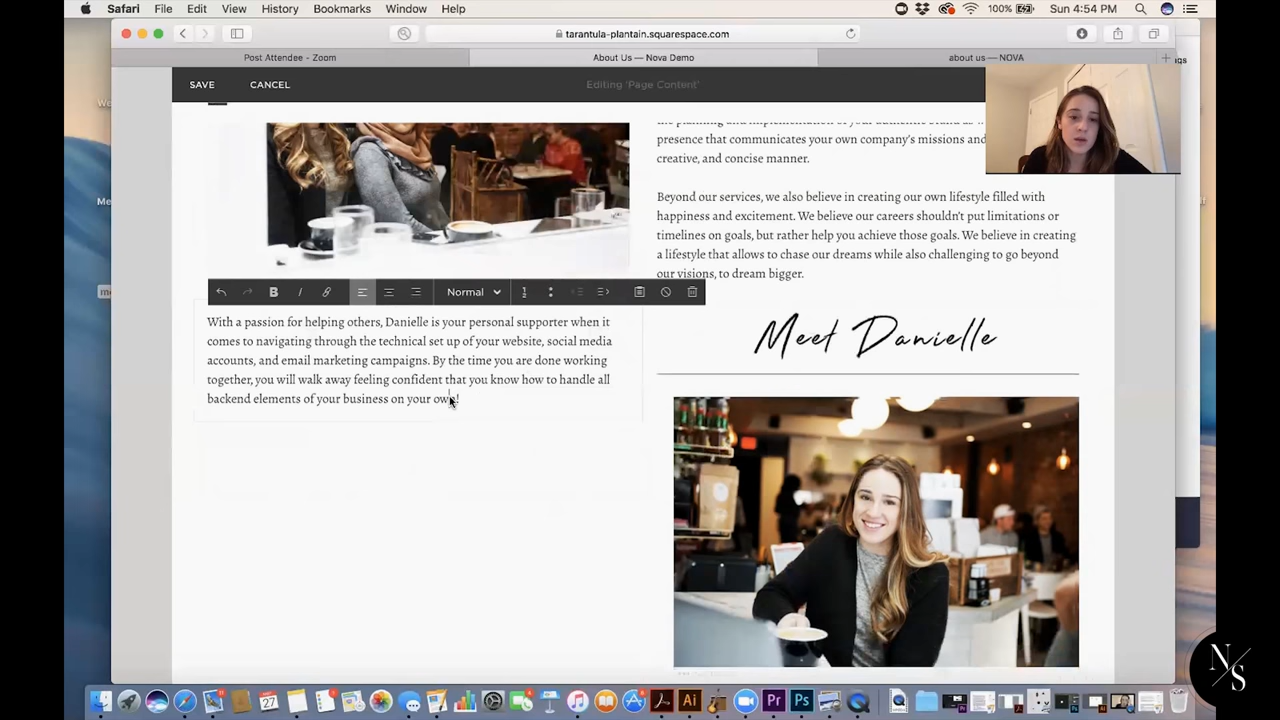 Safari File Edit View History Bookmarks Window Help 100% Sun 4:54 PM
tarantula-plantain.squarespace.com
Post Attendee - Zoom About Us — Nova Demo about us — NOVA
SAVE CANCEL Editing 'Page Content'
presence that communicates your own company's missions and
creative, and concise manner.
Beyond our services, we also believe in creating our own lifestyle filled with
happiness and excitement. We believe our careers shouldn't put limitations or
timelines on goals, but rather help you achieve those goals. We believe in creating
a lifestyle that allows to chase our dreams while also challenging to go beyond
our visions, to dream bigger.
B i Normal
With a passion for helping others, Danielle is your personal supporter when it
comes to navigating through the technical set up of your website, social media
accounts, and email marketing campaigns. By the time you are done working
together, you will walk away feeling confident that you know how to handle all
backend elements of your business on your own!
Meet Danielle
N/S